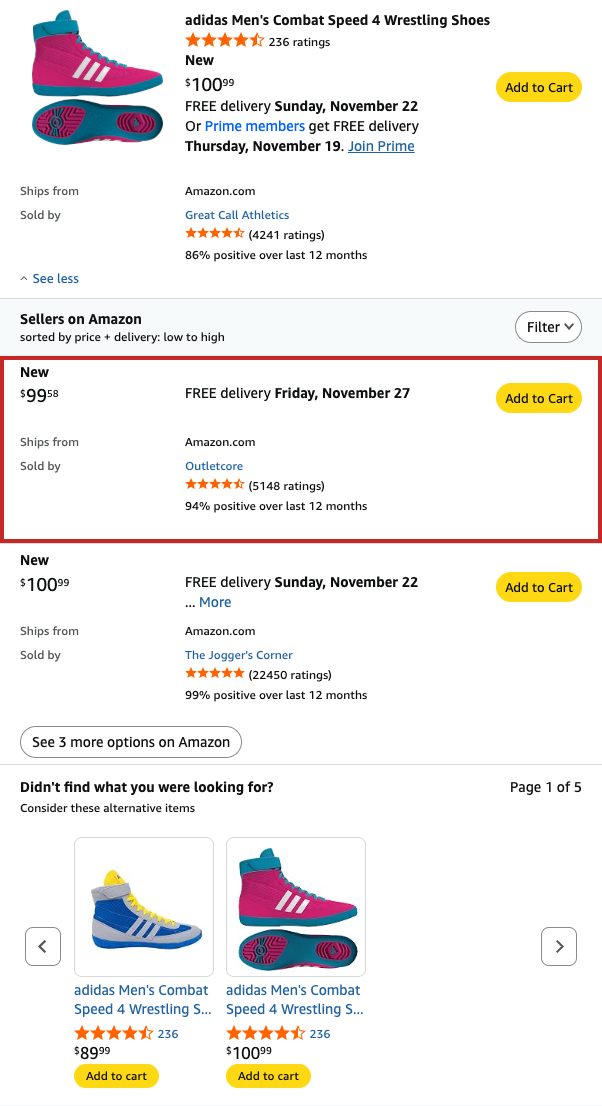 adidas Men's Combat Speed 4 Wrestling Shoes
236 ratings
New
$100⁹⁹
Add to Cart
FREE delivery Sunday, November 22
Or Prime members get FREE delivery
Thursday, November 19. Join Prime
Ships from Amazon.com
Sold by Great Call Athletics
(4241 ratings)
86% positive over last 12 months
See less
Sellers on Amazon
sorted by price + delivery: low to high
Filter
New
$99⁵⁸ FREE delivery Friday, November 27 Add to Cart
Ships from Amazon.com
Sold by Outletcore
(5148 ratings)
94% positive over last 12 months
New
$100⁹⁹ FREE delivery Sunday, November 22 Add to Cart
... More
Ships from Amazon.com
Sold by The Jogger's Corner
(22450 ratings)
99% positive over last 12 months
See 3 more options on Amazon
Didn't find what you were looking for? Page 1 of 5
Consider these alternative items
adidas Men's Combat
Speed 4 Wrestling S...
236
$89⁹⁹
Add to cart
adidas Men's Combat
Speed 4 Wrestling S...
236
$100⁹⁹
Add to cart